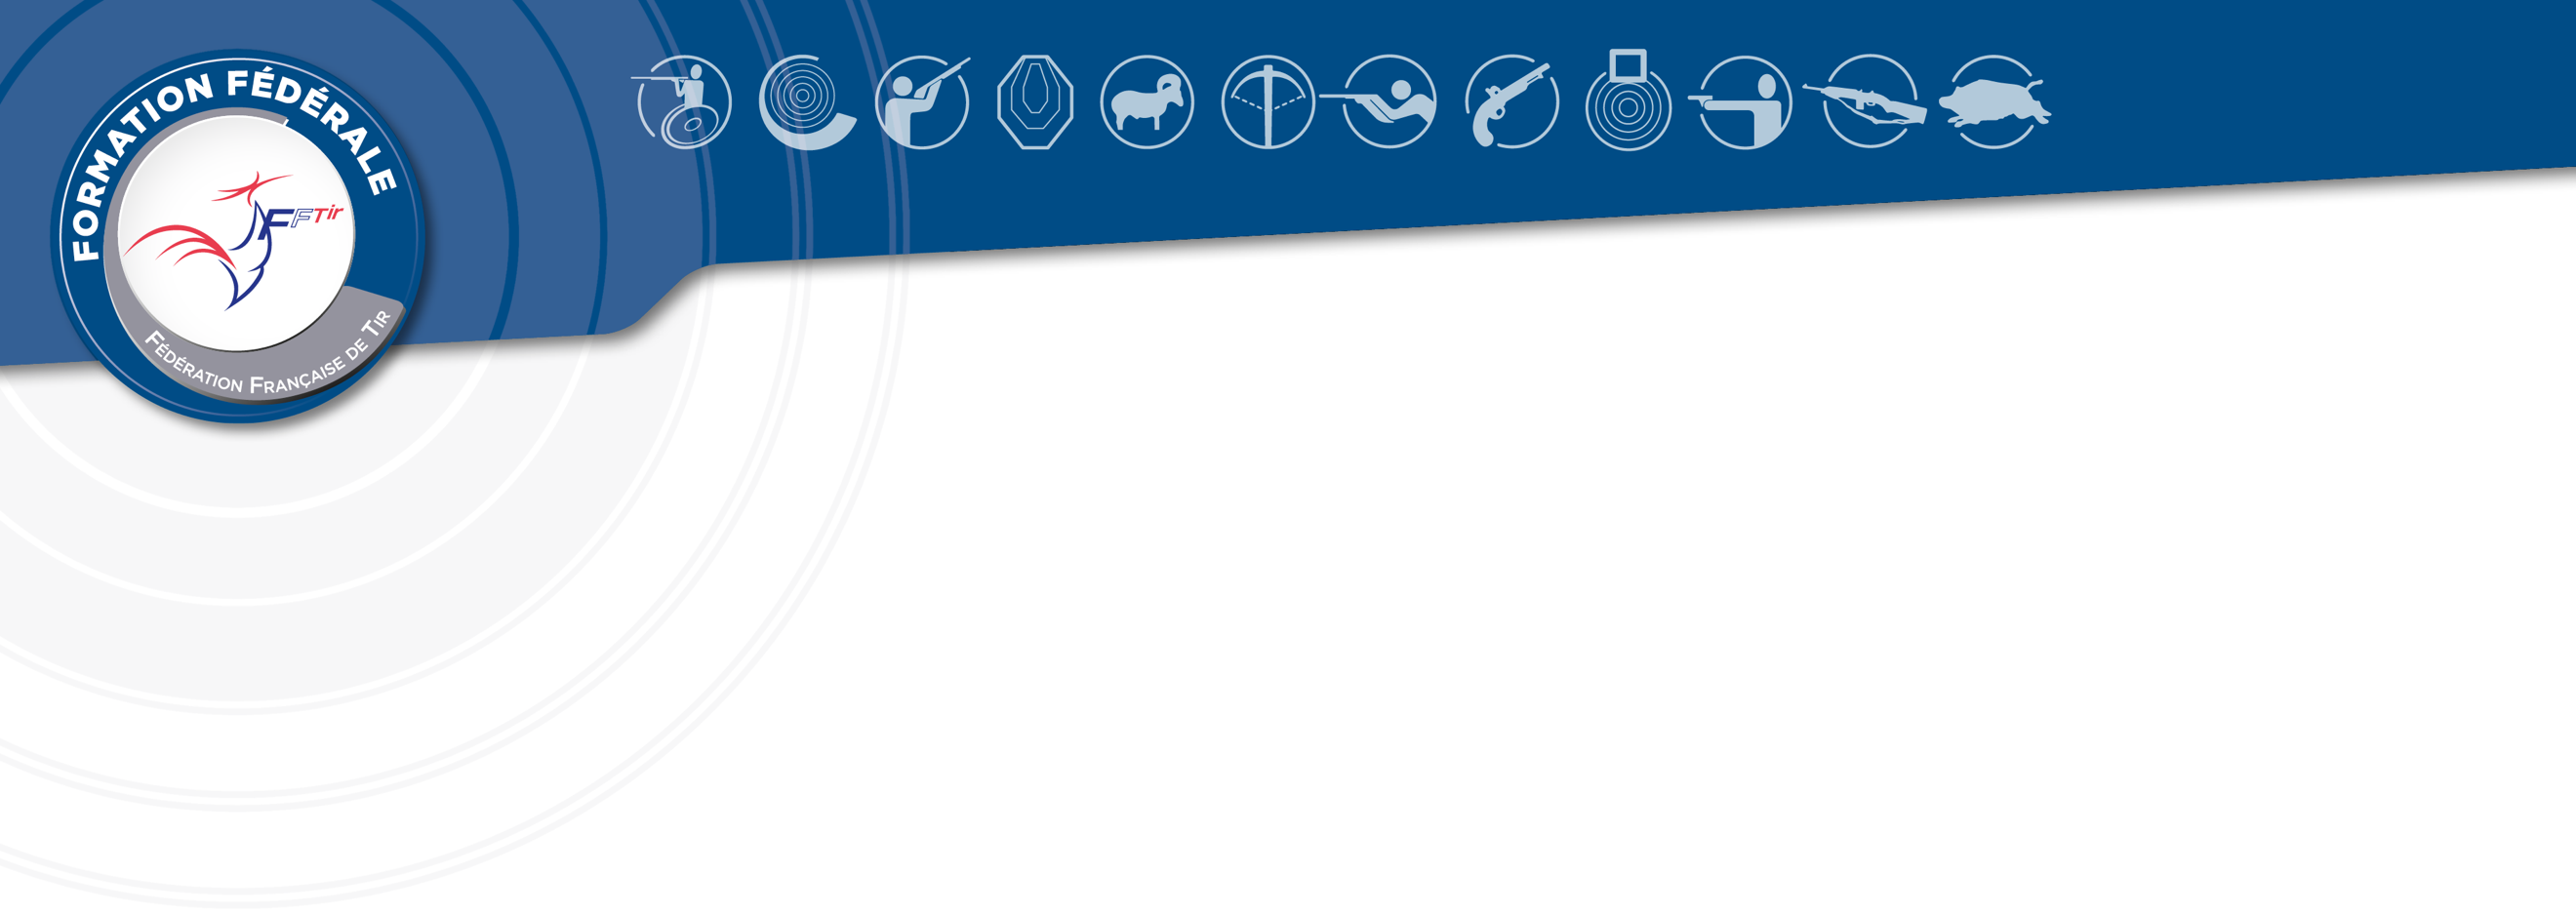 FORMATION FÉDÉRALE
FFTir
FÉDÉRATION FRANÇAISE DE TIR